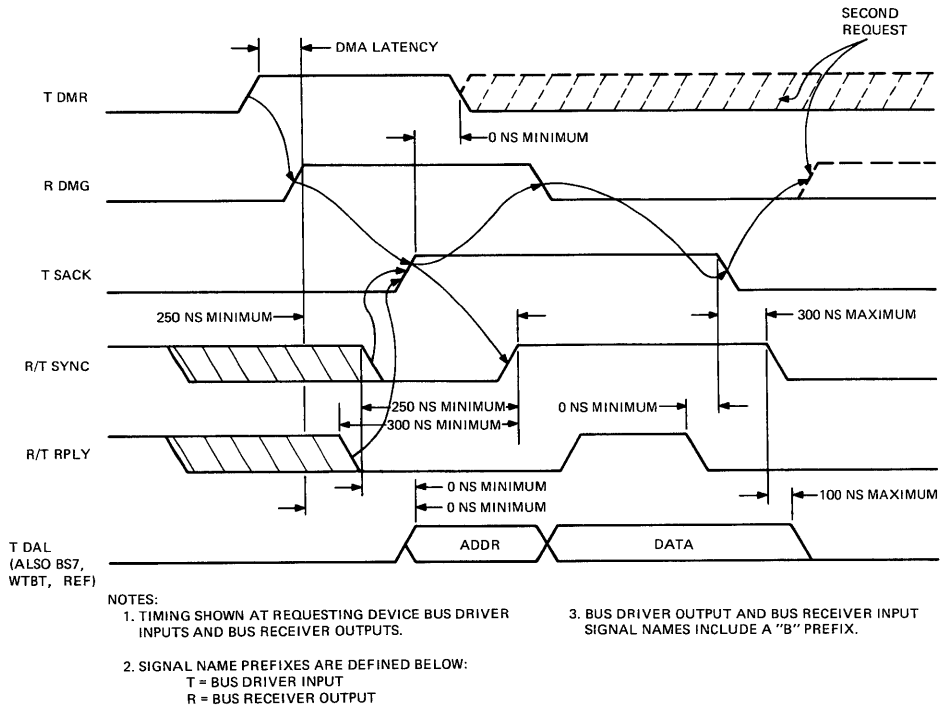 SECOND
REQUEST
DMA LATENCY
T DMR
0 NS MINIMUM
R DMG
T SACK
250 NS MINIMUM
300 NS MAXIMUM
R/T SYNC
250 NS MINIMUM
0 NS MINIMUM
300 NS MINIMUM
R/T RPLY
0 NS MINIMUM
100 NS MAXIMUM
0 NS MINIMUM
T DAL
(ALSO BS7,
WTBT, REF)
ADDR
DATA
NOTES:
1. TIMING SHOWN AT REQUESTING DEVICE BUS DRIVER
INPUTS AND BUS RECEIVER OUTPUTS.
2. SIGNAL NAME PREFIXES ARE DEFINED BELOW:
T = BUS DRIVER INPUT
R = BUS RECEIVER OUTPUT
3. BUS DRIVER OUTPUT AND BUS RECEIVER INPUT
SIGNAL NAMES INCLUDE A "B" PREFIX.